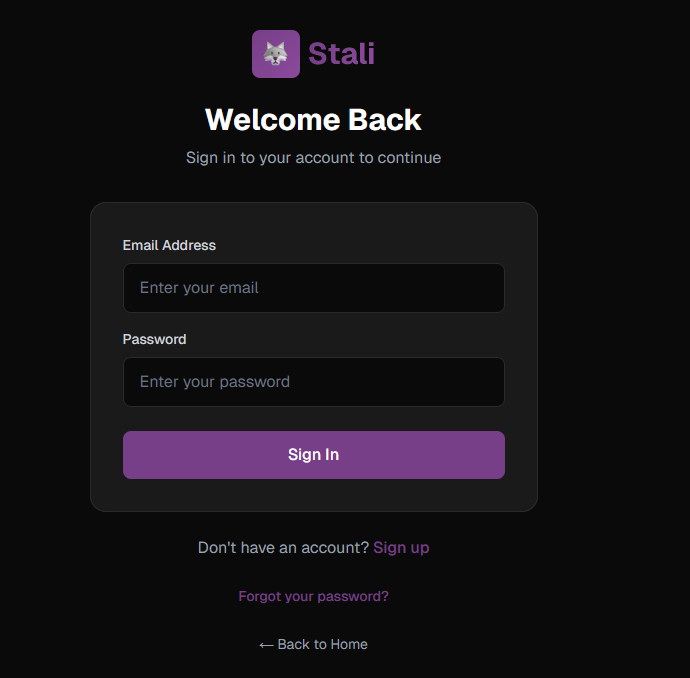 Stali
Welcome Back
Sign in to your account to continue
Email Address
Enter your email
Password
Enter your password
Sign In
Don't have an account? Sign up
Forgot your password?
← Back to Home